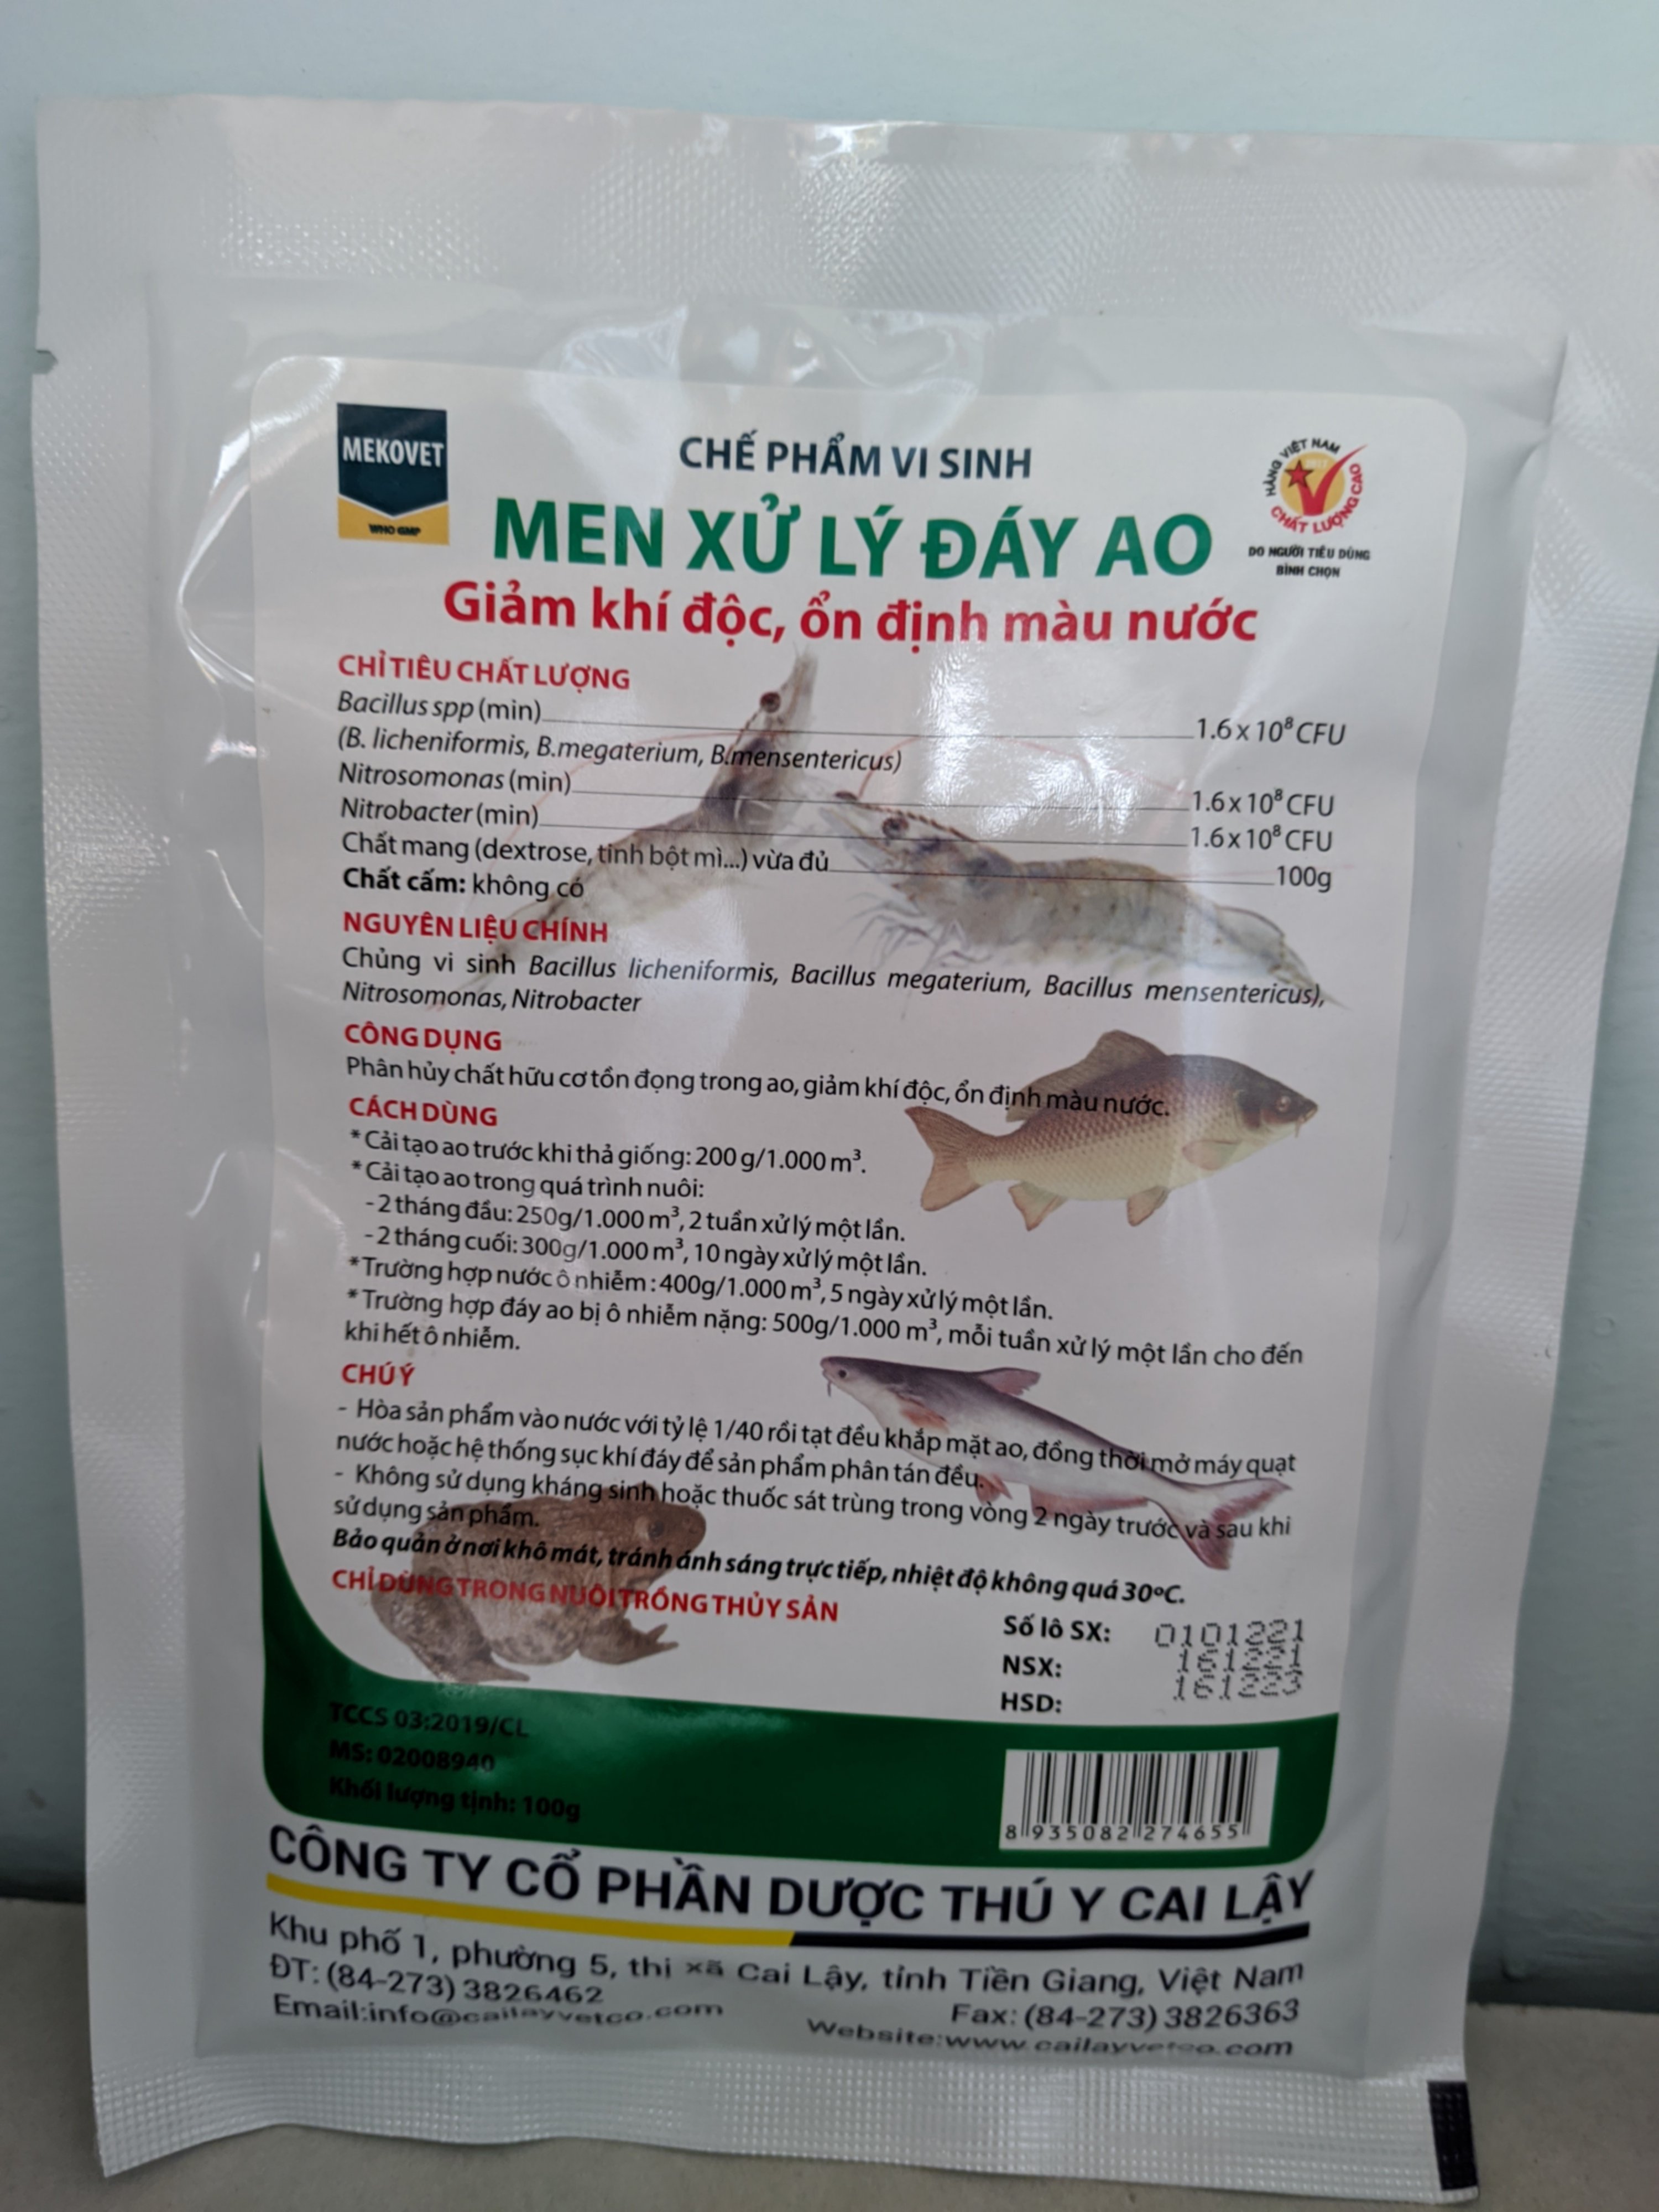 MEKOVET
WHO GMP
CHẾ PHẨM VI SINH
HÀNG VIỆT NAM
CHẤT LƯỢNG CAO
DO NGƯỜI TIÊU DÙNG
BÌNH CHỌN
MEN XỬ LÝ ĐÁY AO
Giảm khí độc, ổn định màu nước
CHỈ TIÊU CHẤT LƯỢNG
Bacillus spp (min) 1.6 x 10⁸ CFU
(B. licheniformis, B.megaterium, B.mensentericus)
Nitrosomonas (min) 1.6 x 10⁸ CFU
Nitrobacter (min) 1.6 x 10⁸ CFU
Chất mang (dextrose, tinh bột mì...) vừa đủ 100g
Chất cấm: không có
NGUYÊN LIỆU CHÍNH
Chủng vi sinh Bacillus licheniformis, Bacillus megaterium, Bacillus mensentericus),
Nitrosomonas, Nitrobacter
CÔNG DỤNG
Phân hủy chất hữu cơ tồn đọng trong ao, giảm khí độc, ổn định màu nước.
CÁCH DÙNG
* Cải tạo ao trước khi thả giống: 200 g/1.000 m³.
* Cải tạo ao trong quá trình nuôi:
- 2 tháng đầu: 250g/1.000 m³, 2 tuần xử lý một lần.
- 2 tháng cuối: 300g/1.000 m³, 10 ngày xử lý một lần.
* Trường hợp nước ô nhiễm : 400g/1.000 m³, 5 ngày xử lý một lần.
* Trường hợp đáy ao bị ô nhiễm nặng: 500g/1.000 m³, mỗi tuần xử lý một lần cho đến
khi hết ô nhiễm.
CHÚ Ý
- Hòa sản phẩm vào nước với tỷ lệ 1/40 rồi tạt đều khắp mặt ao, đồng thời mở máy quạt
nước hoặc hệ thống sục khí đáy để sản phẩm phân tán đều.
- Không sử dụng kháng sinh hoặc thuốc sát trùng trong vòng 2 ngày trước và sau khi
sử dụng sản phẩm.
Bảo quản ở nơi khô mát, tránh ánh sáng trực tiếp, nhiệt độ không quá 30ºC.
CHỈ DÙNG TRONG NUÔI TRỒNG THỦY SẢN
Số lô SX: 0101221
NSX: 161221
HSD: 161223
TCCS 03:2019/CL
MS: 02008940
Khối lượng tịnh: 100g
8 935082 274655
CÔNG TY CỔ PHẦN DƯỢC THÚ Y CAI LẬY
Khu phố 1, phường 5, thị xã Cai Lậy, tỉnh Tiền Giang, Việt Nam
ĐT: (84-273) 3826462 Fax: (84-273) 3826363
Email:info@cailayvetco.com Website:www.cailayvetco.com